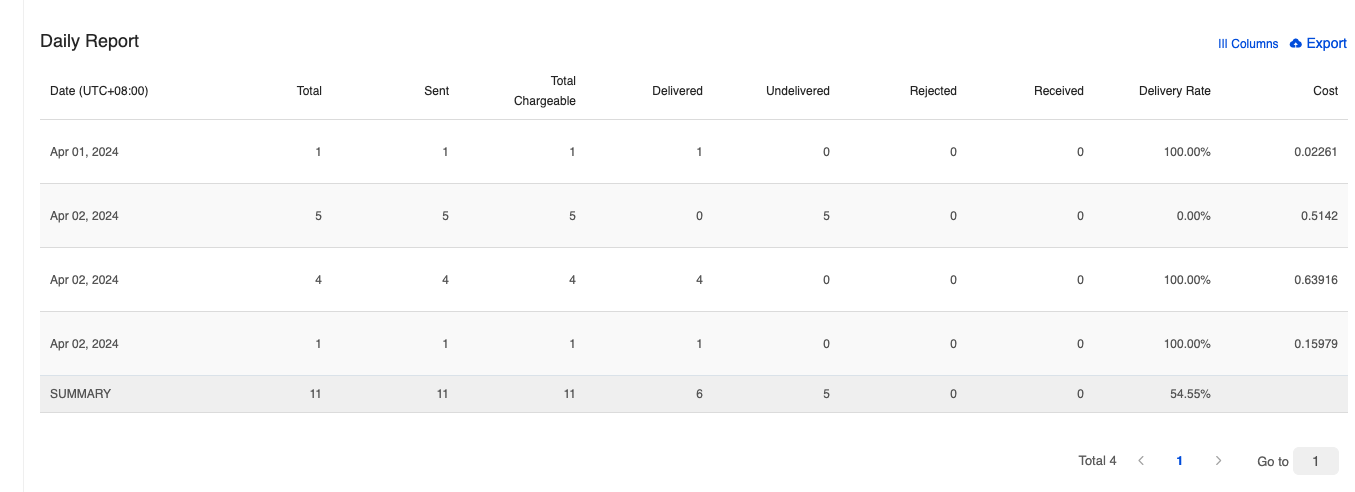 Daily Report
Columns Export
Date (UTC+08:00) Total Sent Total Chargeable Delivered Undelivered Rejected Received Delivery Rate Cost
Apr 01, 2024 1 1 1 1 0 0 0 100.00% 0.02261
Apr 02, 2024 5 5 5 0 5 0 0 0.00% 0.5142
Apr 02, 2024 4 4 4 4 0 0 0 100.00% 0.63916
Apr 02, 2024 1 1 1 1 0 0 0 100.00% 0.15979
SUMMARY 11 11 11 6 5 0 0 54.55%
Total 4 < 1 > Go to 1